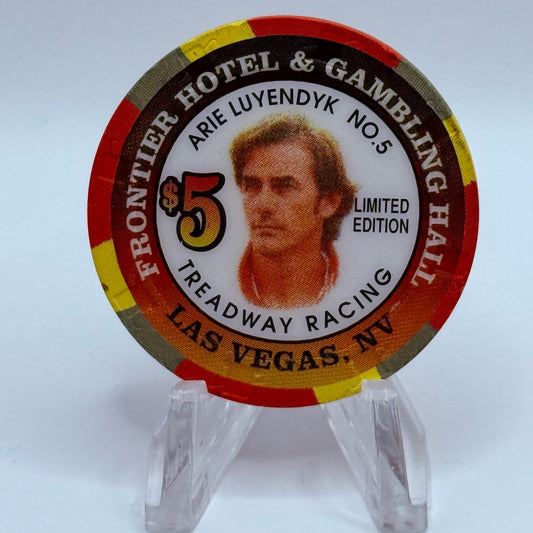 FRONTIER HOTEL & GAMBLING HALL
ARIE LUYENDYK NO.5
$5
LIMITED
EDITION
TREADWAY RACING
LAS VEGAS, NV